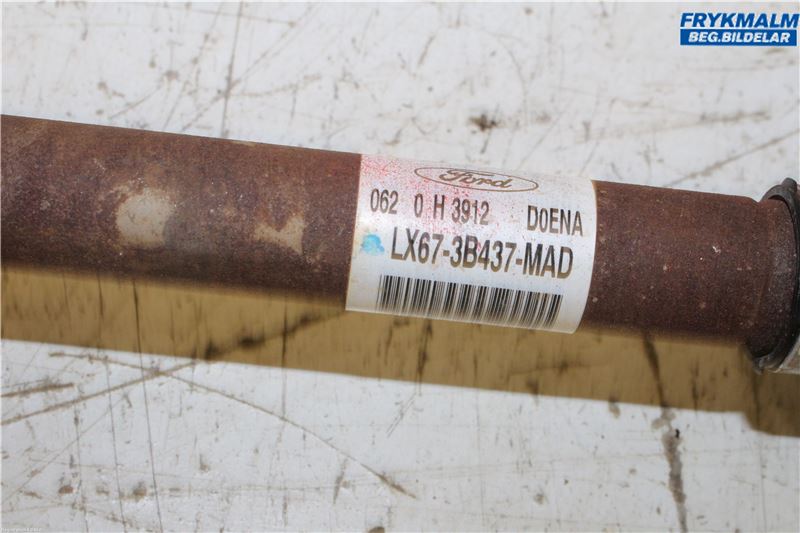 FRYKMALM
BEG.BILDELAR
Ford
062 0 H 3912 D0ENA
LX67-3B437-MAD